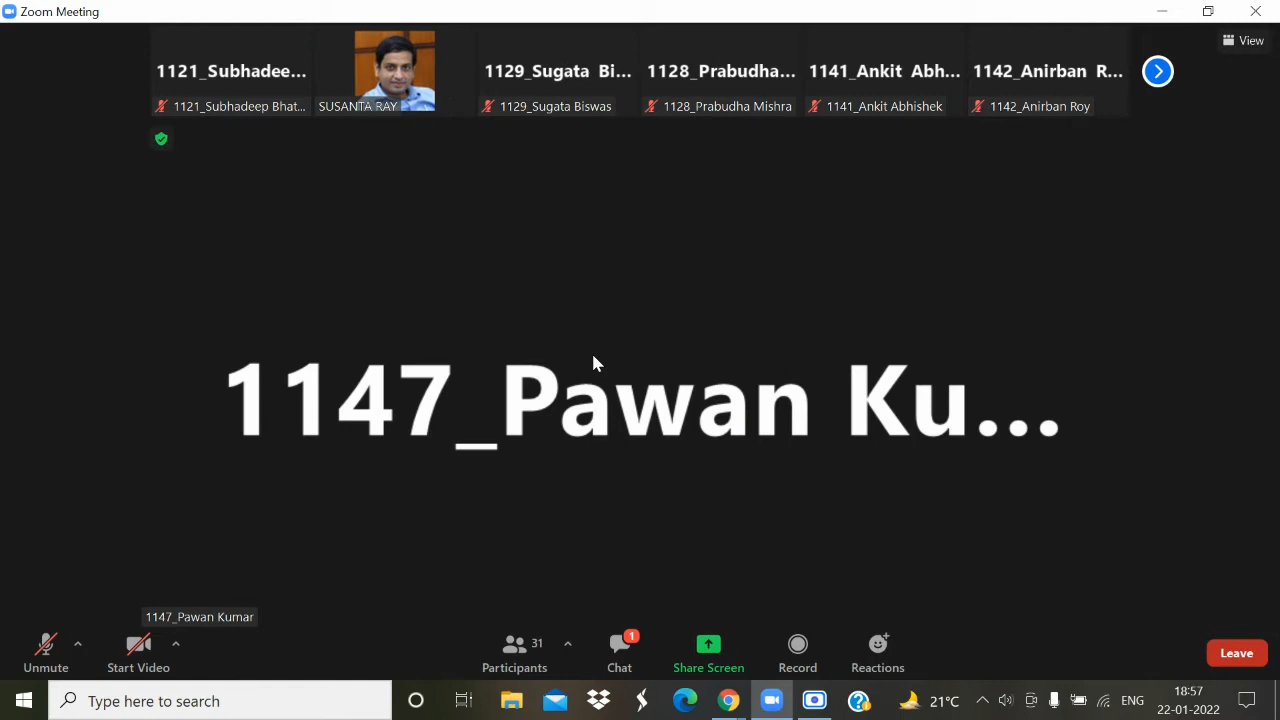 Zoom Meeting
View
1121_Subhadee...
1129_Sugata Bi...
1128_Prabudha...
1141_Ankit Abh...
1142_Anirban R...
1121_Subhadeep Bhat...
SUSANTA RAY
1129_Sugata Biswas
1128_Prabudha Mishra
1141_Ankit Abhishek
1142_Anirban Roy
1147_Pawan Ku...
1147_Pawan Kumar
Unmute
Start Video
Participants
31
Chat
1
Share Screen
Record
Reactions
Leave
Type here to search
21°C
ENG
18:57
22-01-2022